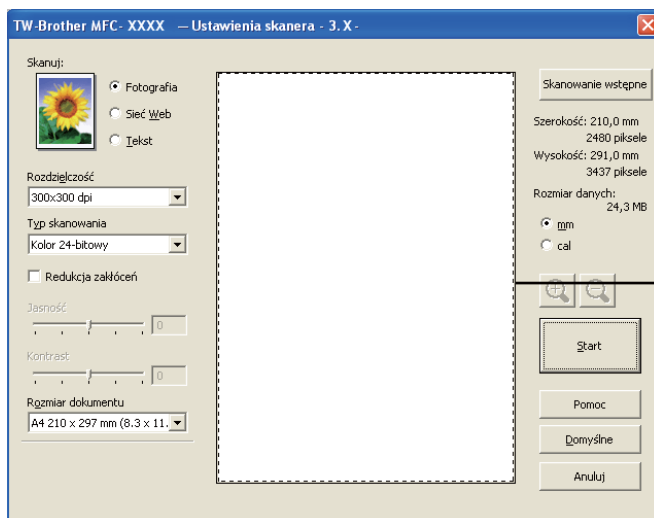 TW-Brother MFC- XXXX — Ustawienia skanera - 3. X -
Skanuj:
Fotografia
Sieć Web
Tekst
Rozdzielczość
300x300 dpi
Typ skanowania
Kolor 24-bitowy
Redukcja zakłóceń
Jasność
0
Kontrast
0
Rozmiar dokumentu
A4 210 x 297 mm (8.3 x 11.
Skanowanie wstępne
Szerokość: 210,0 mm
2480 piksele
Wysokość: 291,0 mm
3437 piksele
Rozmiar danych:
24,3 MB
mm
cal
Start
Pomoc
Domyślne
Anuluj